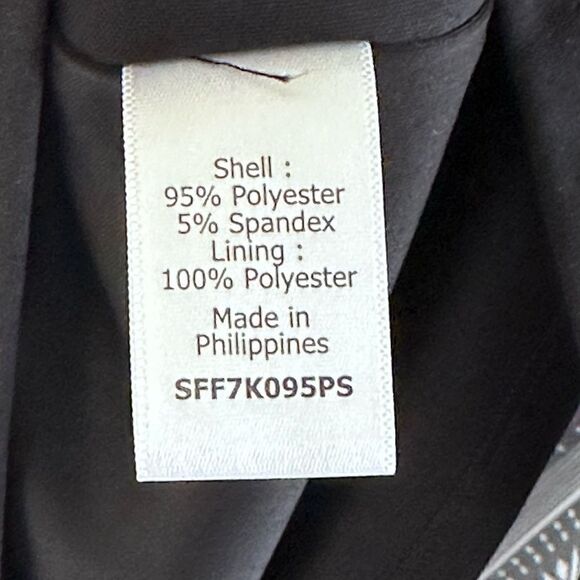 Shell :
95% Polyester
5% Spandex
Lining :
100% Polyester
Made in
Philippines
SFF7K095PS